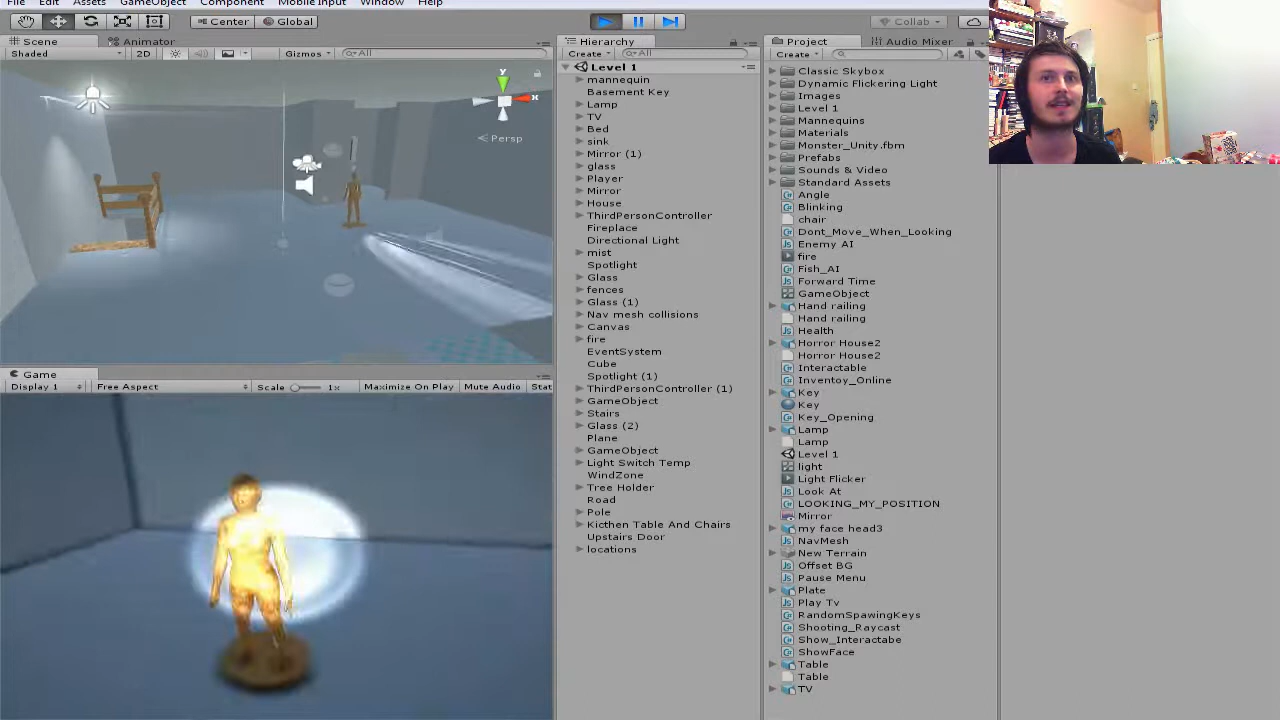 File Edit Assets GameObject Component Mobile Input Window Help
Center Global Collab
Scene Animator
Shaded 2D Gizmos All
y
x
Persp
Game
Display 1 Free Aspect Scale 1x Maximize On Play Mute Audio Stat
Hierarchy
Create All
Level 1
mannequin
Basement Key
Lamp
TV
Bed
sink
Mirror (1)
glass
Player
Mirror
House
ThirdPersonController
Fireplace
Directional Light
mist
Spotlight
Glass
fences
Glass (1)
Nav mesh collisions
Canvas
fire
EventSystem
Cube
Spotlight (1)
ThirdPersonController (1)
GameObject
Stairs
Glass (2)
Plane
GameObject
Light Switch Temp
WindZone
Tree Holder
Road
Pole
Kicthen Table And Chairs
Upstairs Door
locations
Project Audio Mixer
Create
Classic Skybox
Dynamic Flickering Light
Images
Level 1
Mannequins
Materials
Monster_Unity.fbm
Prefabs
Sounds & Video
Standard Assets
Angle
Blinking
chair
Dont_Move_When_Looking
Enemy AI
fire
Fish_AI
Forward Time
GameObject
Hand railing
Hand railing
Health
Horror House2
Horror House2
Interactable
Inventoy_Online
Key
Key
Key_Opening
Lamp
Lamp
Level 1
light
Light Flicker
Look At
LOOKING_MY_POSITION
Mirror
my face head3
NavMesh
New Terrain
Offset BG
Pause Menu
Plate
Play Tv
RandomSpawingKeys
Shooting_Raycast
Show_Interactabe
ShowFace
Table
Table
TV